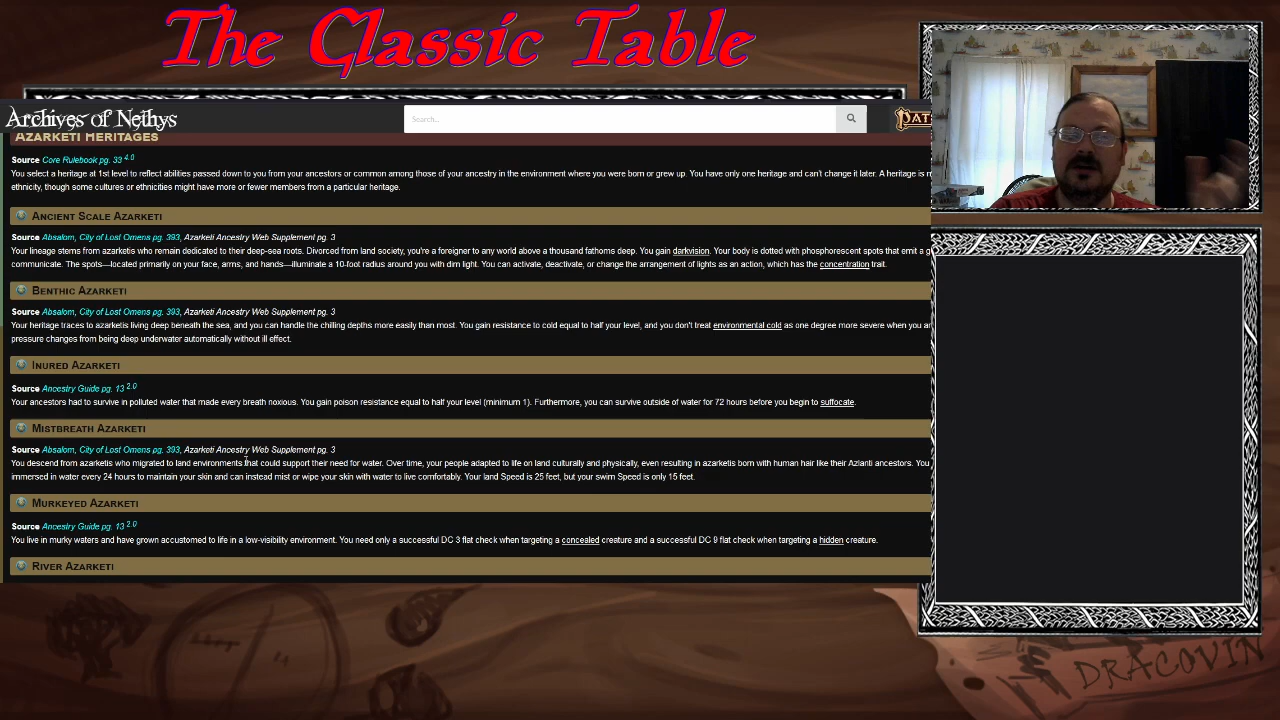 The Classic Table
Archives of Nethys
Search...
PAT
AZARKETI HERITAGES
Source Core Rulebook pg. 33 4.0
You select a heritage at 1st level to reflect abilities passed down to you from your ancestors or common among those of your ancestry in the environment where you were born or grew up. You have only one heritage and can't change it later. A heritage is n
ethnicity, though some cultures or ethnicities might have more or fewer members from a particular heritage.
ANCIENT SCALE AZARKETI
Source Absalom, City of Lost Omens pg. 393, Azarketi Ancestry Web Supplement pg. 3
Your lineage stems from azarketis who remain dedicated to their deep-sea roots. Divorced from land society, you're a foreigner to any world above a thousand fathoms deep. You gain darkvision. Your body is dotted with phosphorescent spots that emit a g
communicate. The spots—located primarily on your face, arms, and hands—illuminate a 10-foot radius around you with dim light. You can activate, deactivate, or change the arrangement of lights as an action, which has the concentration trait.
BENTHIC AZARKETI
Source Absalom, City of Lost Omens pg. 393, Azarketi Ancestry Web Supplement pg. 3
Your heritage traces to azarketis living deep beneath the sea, and you can handle the chilling depths more easily than most. You gain resistance to cold equal to half your level, and you don't treat environmental cold as one degree more severe when you ar
pressure changes from being deep underwater automatically without ill effect.
INURED AZARKETI
Source Ancestry Guide pg. 13 2.0
Your ancestors had to survive in polluted water that made every breath noxious. You gain poison resistance equal to half your level (minimum 1). Furthermore, you can survive outside of water for 72 hours before you begin to suffocate.
MISTBREATH AZARKETI
Source Absalom, City of Lost Omens pg. 393, Azarketi Ancestry Web Supplement pg. 3
You descend from azarketis who migrated to land environments that could support their need for water. Over time, your people adapted to life on land culturally and physically, even resulting in azarketis born with human hair like their Azlanti ancestors. You
immersed in water every 24 hours to maintain your skin and can instead mist or wipe your skin with water to live comfortably. Your land Speed is 25 feet, but your swim Speed is only 15 feet.
MURKEYED AZARKETI
Source Ancestry Guide pg. 13 2.0
You live in murky waters and have grown accustomed to life in a low-visibility environment. You need only a successful DC 3 flat check when targeting a concealed creature and a successful DC 9 flat check when targeting a hidden creature.
RIVER AZARKETI
DRACOVIN